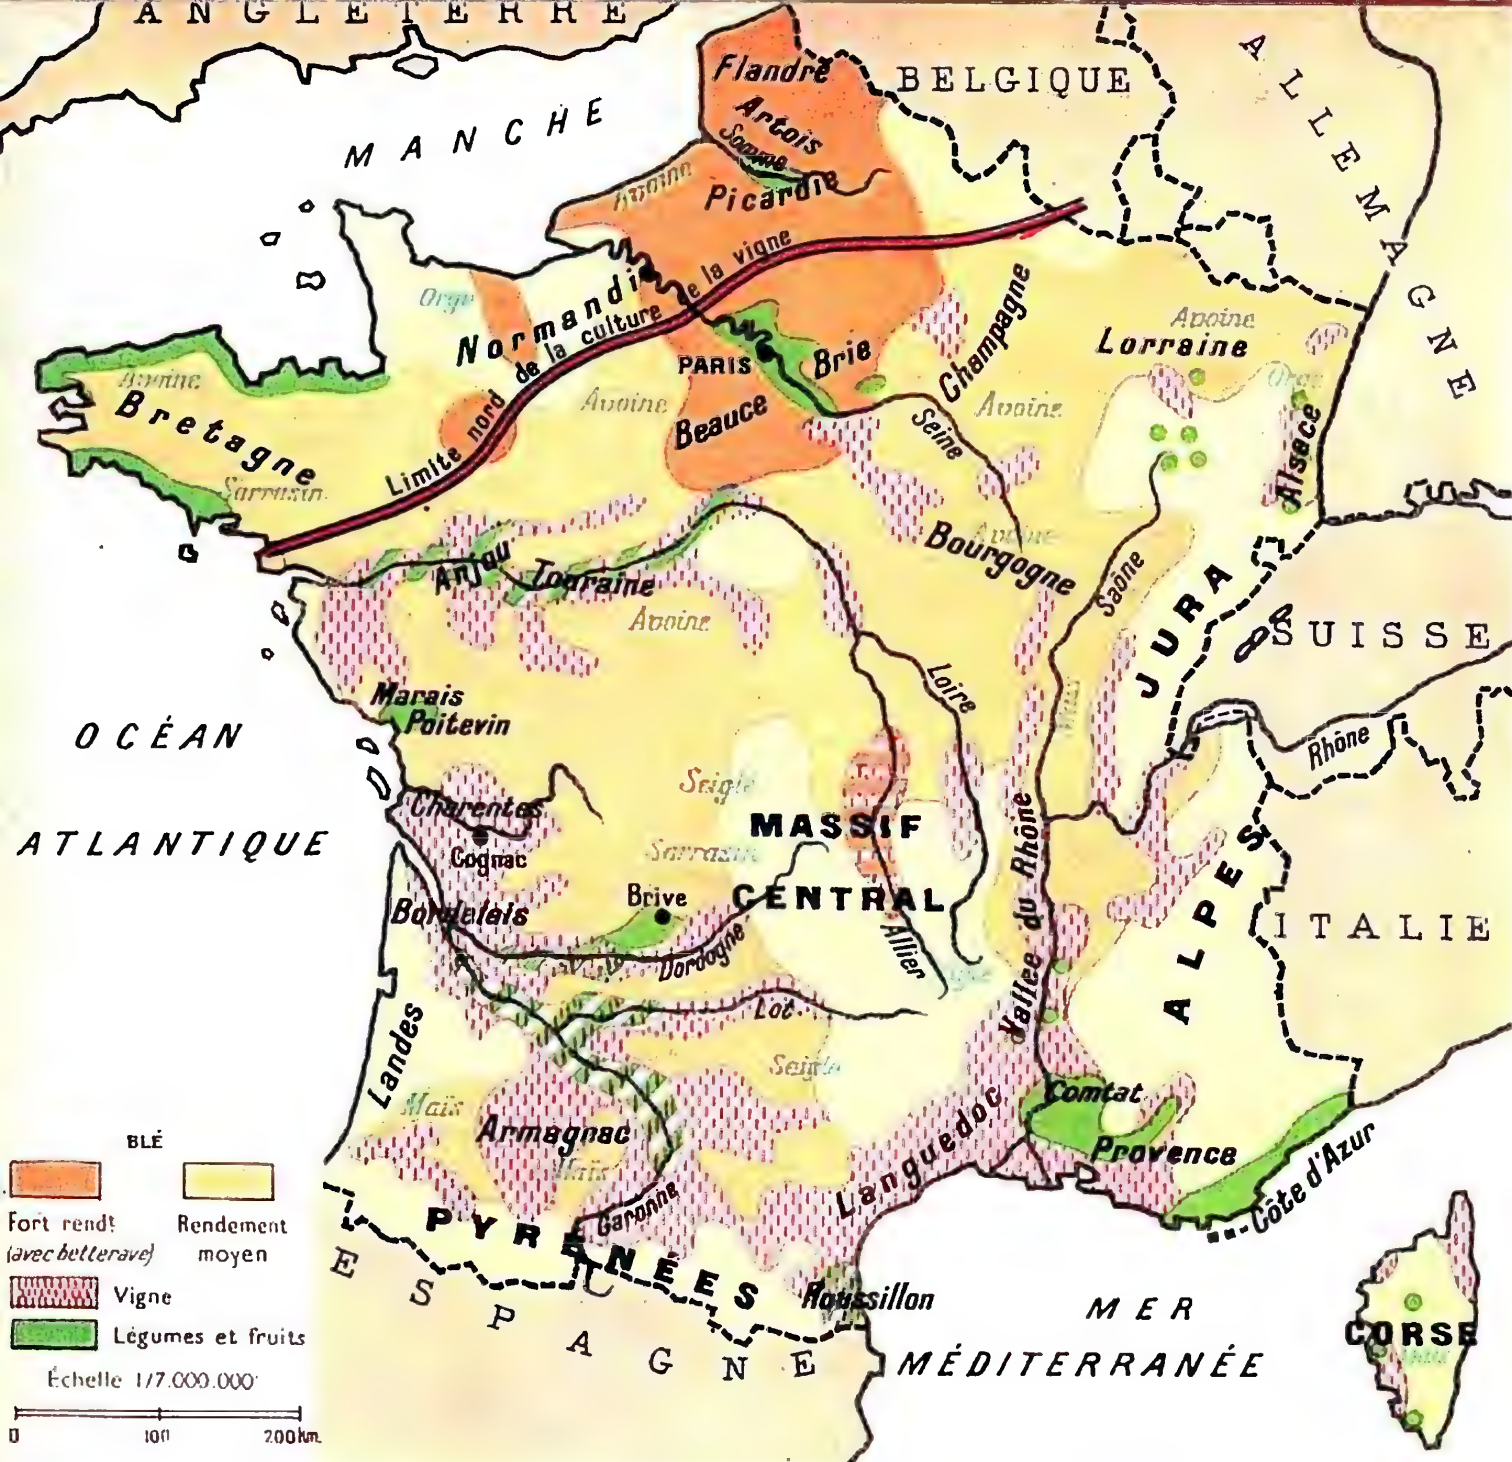 ANGLETERRE
MANCHE
BELGIQUE
ALLEMAGNE
Flandre
Artois
Somme
Avoine
Picardie
Normandie
Orge
Limite nord de la culture de la vigne
PARIS
Brie
Beauce
Champagne
Seine
Avoine
Avoine
Lorraine
Avoine
Orge
Alsace
Avoine
Bretagne
Sarrasin
Anjou
Touraine
Avoine
Bourgogne
Avoine
Saône
JURA
SUISSE
Loire
Maïs
Rhône
Marais
Poitevin
OCÉAN
ATLANTIQUE
Charentes
Cognac
Seigle
MASSIF
CENTRAL
Sarrasin
Brive
Bordelais
Dordogne
Allier
Vallée du Rhône
ALPES
ITALIE
Lot
Landes
Seigle
Maïs
Armagnac
Maïs
Garonne
Languedoc
Comtat
Provence
Côte d'Azur
PYRÉNÉES
ESPAGNE
Roussillon
MER
MÉDITERRANÉE
CORSE
BLÉ
Fort rendt
(avec betterave)
Rendement
moyen
Vigne
Légumes et fruits
Échelle 1/7.000.000
0 100 200km.